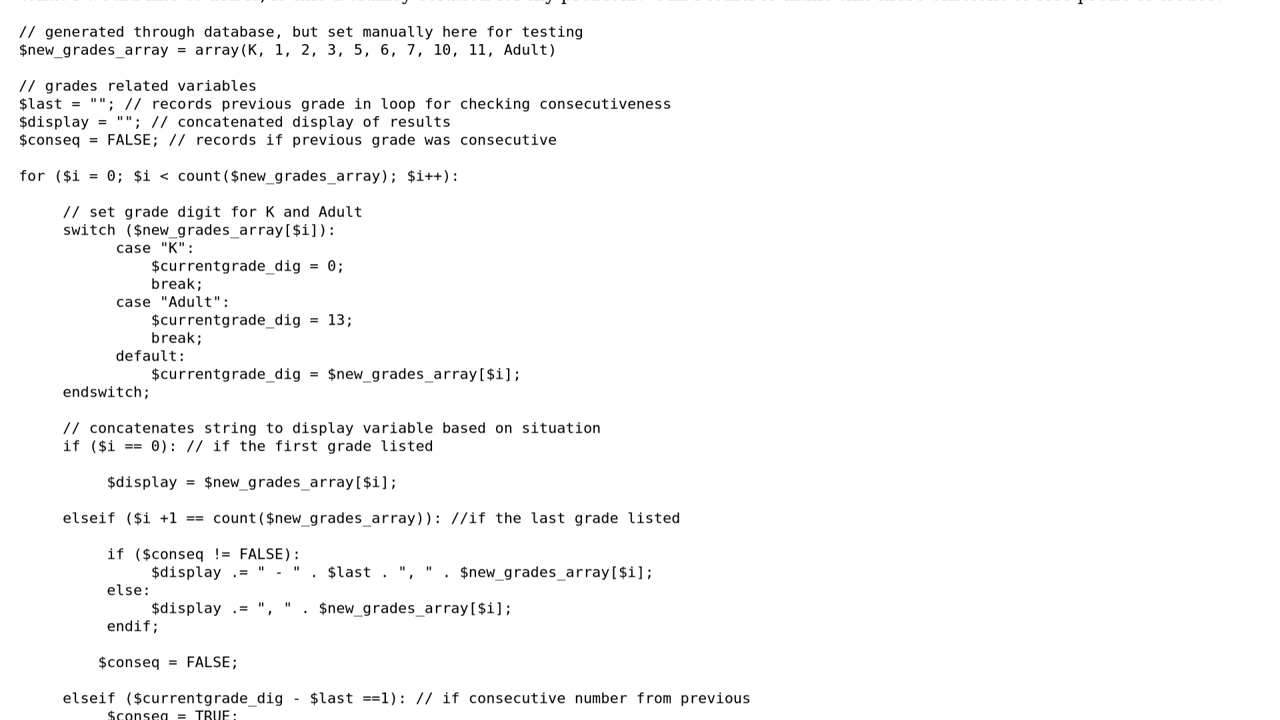 // generated through database, but set manually here for testing
$new_grades_array = array(K, 1, 2, 3, 5, 6, 7, 10, 11, Adult)
// grades related variables
$last = ""; // records previous grade in loop for checking consecutiveness
$display = ""; // concatenated display of results
$conseq = FALSE; // records if previous grade was consecutive
for ($i = 0; $i < count($new_grades_array); $i++):
// set grade digit for K and Adult
switch ($new_grades_array[$i]):
case "K":
$currentgrade_dig = 0;
break;
case "Adult":
$currentgrade_dig = 13;
break;
default:
$currentgrade_dig = $new_grades_array[$i];
endswitch;
// concatenates string to display variable based on situation
if ($i == 0): // if the first grade listed
$display = $new_grades_array[$i];
elseif ($i +1 == count($new_grades_array)): //if the last grade listed
if ($conseq != FALSE):
$display .= " - " . $last . ", " . $new_grades_array[$i];
else:
$display .= ", " . $new_grades_array[$i];
endif;
$conseq = FALSE;
elseif ($currentgrade_dig - $last ==1): // if consecutive number from previous
$conseq = TRUE;